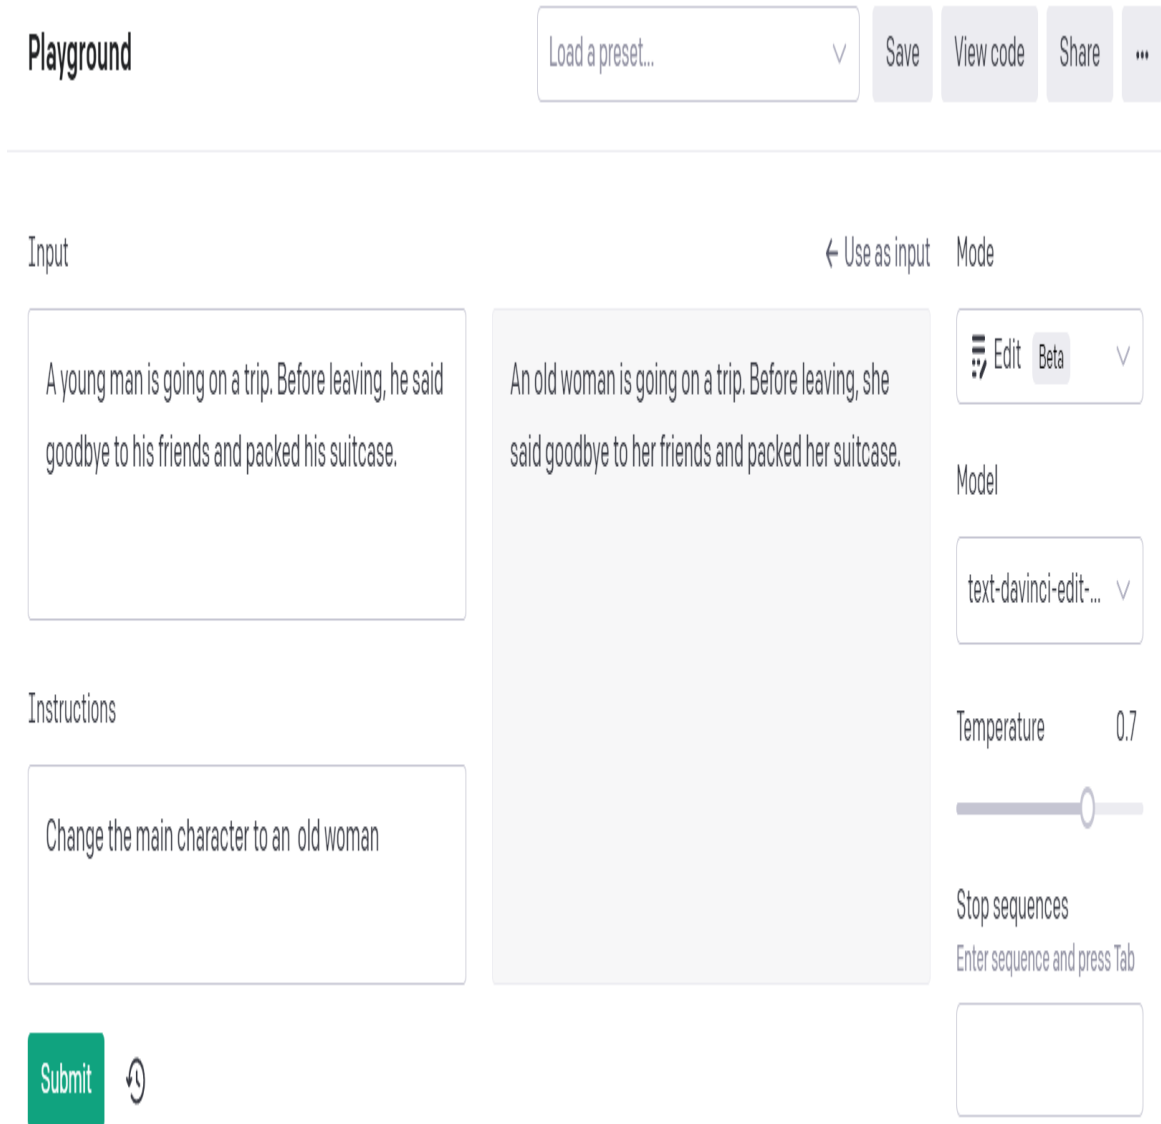 Playground
Load a preset...
Save
View code
Share
Input
← Use as input
Mode
A young man is going on a trip. Before leaving, he said
goodbye to his friends and packed his suitcase.
An old woman is going on a trip. Before leaving, she
said goodbye to her friends and packed her suitcase.
Edit Beta
Model
text-davinci-edit-...
Instructions
Change the main character to an  old woman
Temperature 0.7
Stop sequences
Enter sequence and press Tab
Submit